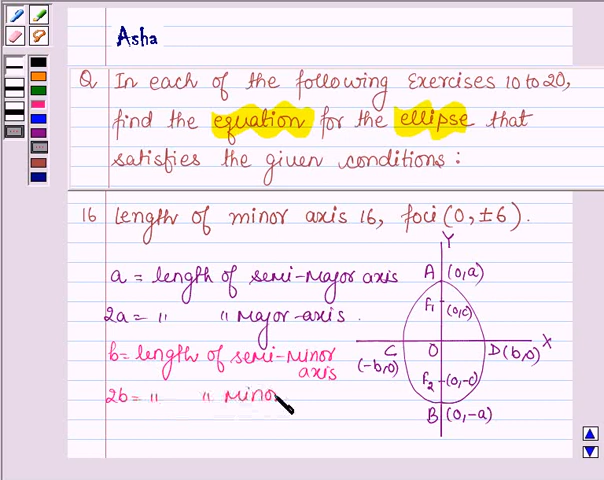 Asha
Q In each of the following Exercises 10 to 20,
find the equation for the ellipse that
satisfies the given conditions :
16 Length of minor axis 16, foci (0, ±6).
a = length of semi-major axis
2a = " " Major-axis.
b = length of semi-minor
axis
2b = " " Mino
Y
A (0,a)
F1 (0,c)
X
C O D (b,0)
(-b,0)
F2 (0,-c)
B (0,-a)